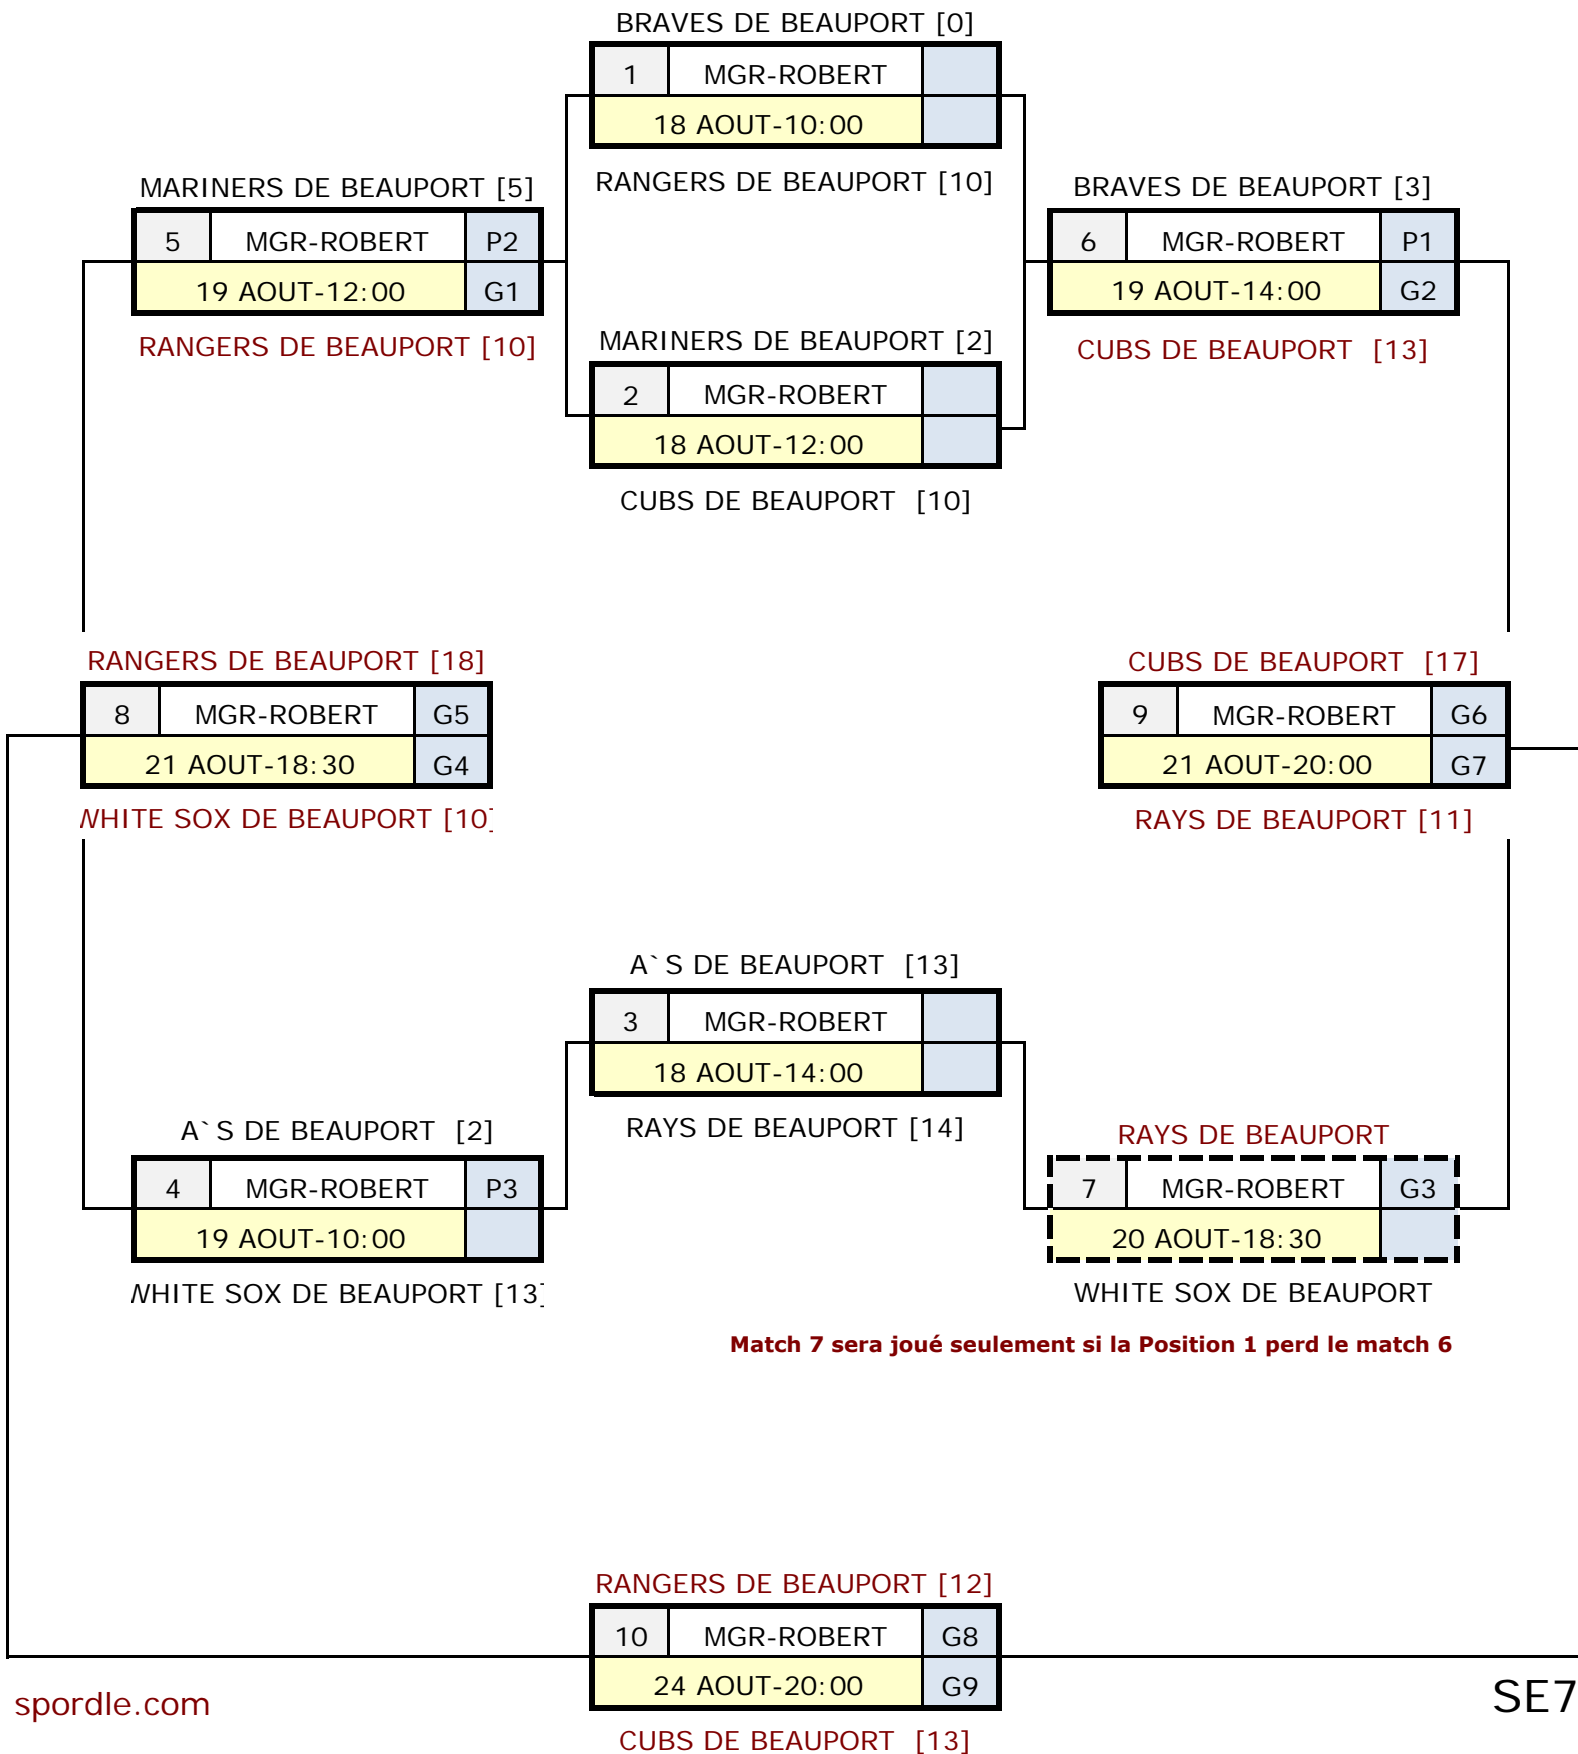 BRAVES DE BEAUPORT [0]
1 MGR-ROBERT
18 AOUT-10:00
RANGERS DE BEAUPORT [10]
MARINERS DE BEAUPORT [5]
5 MGR-ROBERT P2
19 AOUT-12:00 G1
RANGERS DE BEAUPORT [10]
BRAVES DE BEAUPORT [3]
6 MGR-ROBERT P1
19 AOUT-14:00 G2
CUBS DE BEAUPORT [13]
MARINERS DE BEAUPORT [2]
2 MGR-ROBERT
18 AOUT-12:00
CUBS DE BEAUPORT [10]
RANGERS DE BEAUPORT [18]
8 MGR-ROBERT G5
21 AOUT-18:30 G4
WHITE SOX DE BEAUPORT [10]
CUBS DE BEAUPORT [17]
9 MGR-ROBERT G6
21 AOUT-20:00 G7
RAYS DE BEAUPORT [11]
A`S DE BEAUPORT [13]
3 MGR-ROBERT
18 AOUT-14:00
RAYS DE BEAUPORT [14]
A`S DE BEAUPORT [2]
4 MGR-ROBERT P3
19 AOUT-10:00
WHITE SOX DE BEAUPORT [13]
RAYS DE BEAUPORT
7 MGR-ROBERT G3
20 AOUT-18:30
WHITE SOX DE BEAUPORT
Match 7 sera joué seulement si la Position 1 perd le match 6
RANGERS DE BEAUPORT [12]
10 MGR-ROBERT G8
24 AOUT-20:00 G9
CUBS DE BEAUPORT [13]
spordle.com
SE7